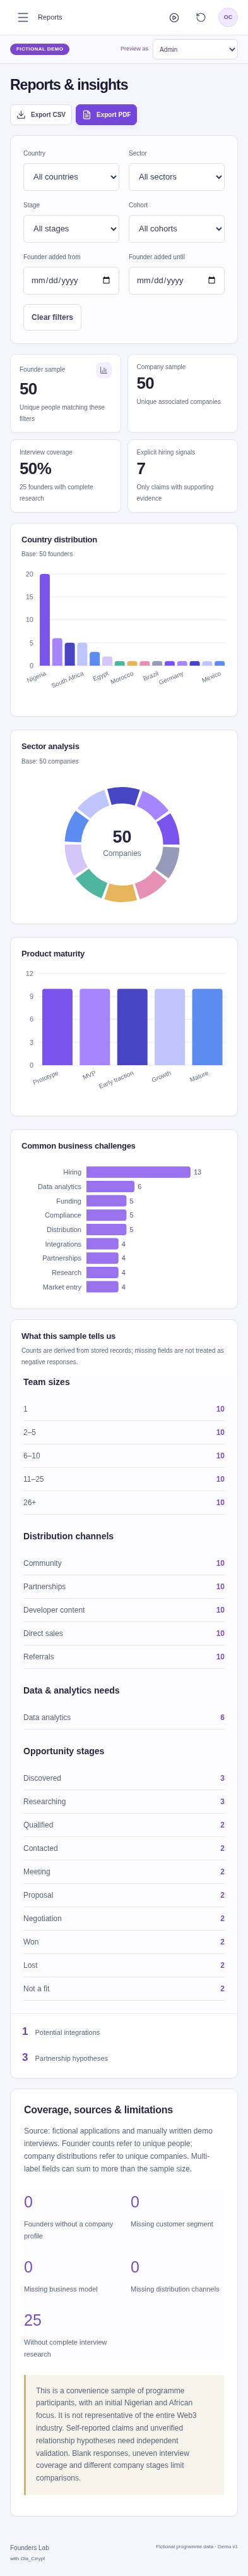 Reports
OC
FICTIONAL DEMO
Preview as
Admin
Reports & insights
Export CSV
Export PDF
Country
Sector
All countries
All sectors
Stage
Cohort
All stages
All cohorts
Founder added from
Founder added until
mm/dd/yyyy
mm/dd/yyyy
Clear filters
Founder sample
50
Unique people matching these
filters
Company sample
50
Unique associated companies
Interview coverage
50%
25 founders with complete
research
Explicit hiring signals
7
Only claims with supporting
evidence
Country distribution
Base: 50 founders
20
15
10
5
0
Nigeria
South Africa
Egypt
Morocco
Brazil
Germany
Mexico
Sector analysis
Base: 50 companies
50
Companies
Product maturity
12
9
6
3
0
Prototype
MVP
Early traction
Growth
Mature
Common business challenges
Hiring 13
Data analytics 6
Funding 5
Compliance 5
Distribution 5
Integrations 4
Partnerships 4
Research 4
Market entry 4
What this sample tells us
Counts are derived from stored records; missing fields are not treated as
negative responses.
Team sizes
1 10
2–5 10
6–10 10
11–25 10
26+ 10
Distribution channels
Community 10
Partnerships 10
Developer content 10
Direct sales 10
Referrals 10
Data & analytics needs
Data analytics 6
Opportunity stages
Discovered 3
Researching 3
Qualified 2
Contacted 2
Meeting 2
Proposal 2
Negotiation 2
Won 2
Lost 2
Not a fit 2
1 Potential integrations
3 Partnership hypotheses
Coverage, sources & limitations
Source: fictional applications and manually written demo
interviews. Founder counts refer to unique people;
company distributions refer to unique companies. Multi-
label fields can sum to more than the sample size.
0
Founders without a company
profile
0
Missing customer segment
0
Missing business model
0
Missing distribution channels
25
Without complete interview
research
This is a convenience sample of programme
participants, with an initial Nigerian and African
focus. It is not representative of the entire Web3
industry. Self-reported claims and unverified
relationship hypotheses need independent
validation. Blank responses, uneven interview
coverage and different company stages limit
comparisons.
Founders Lab
with Ola_Crrypt
Fictional programme data · Demo v1